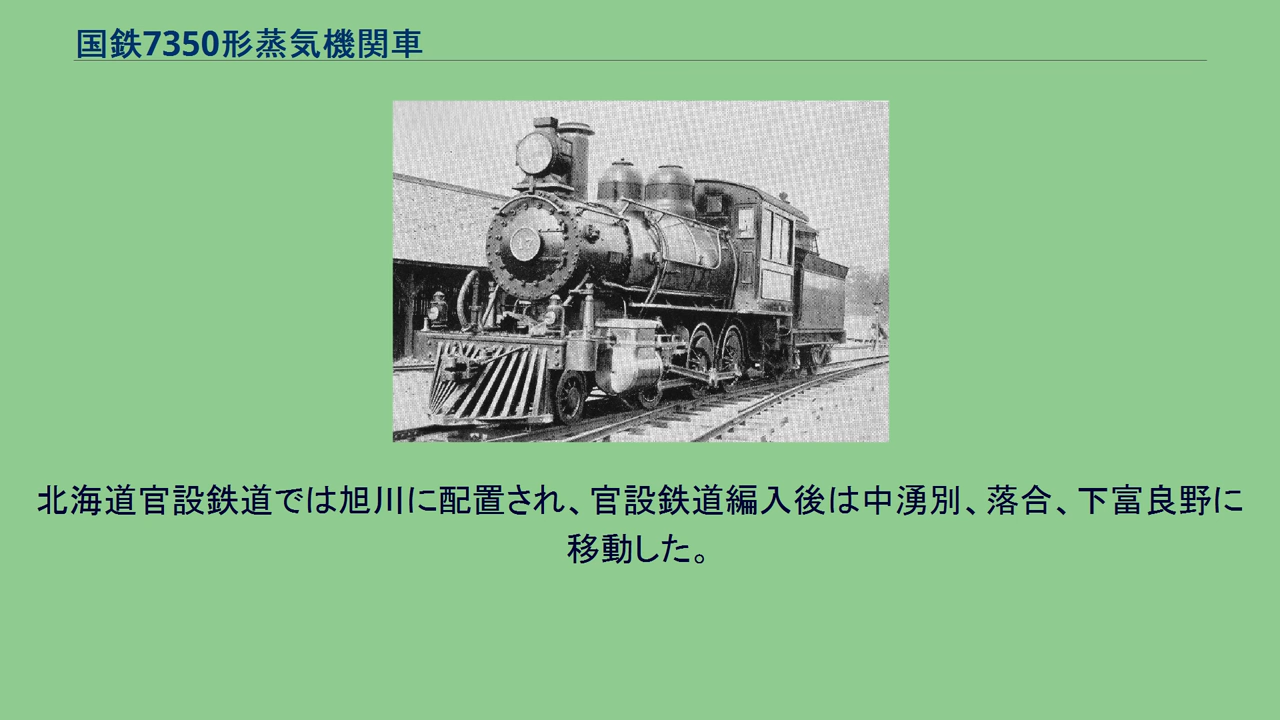 国鉄7350形蒸気機関車
17
北海道官設鉄道では旭川に配置され、官設鉄道編入後は中湧別、落合、下富良野に
移動した。